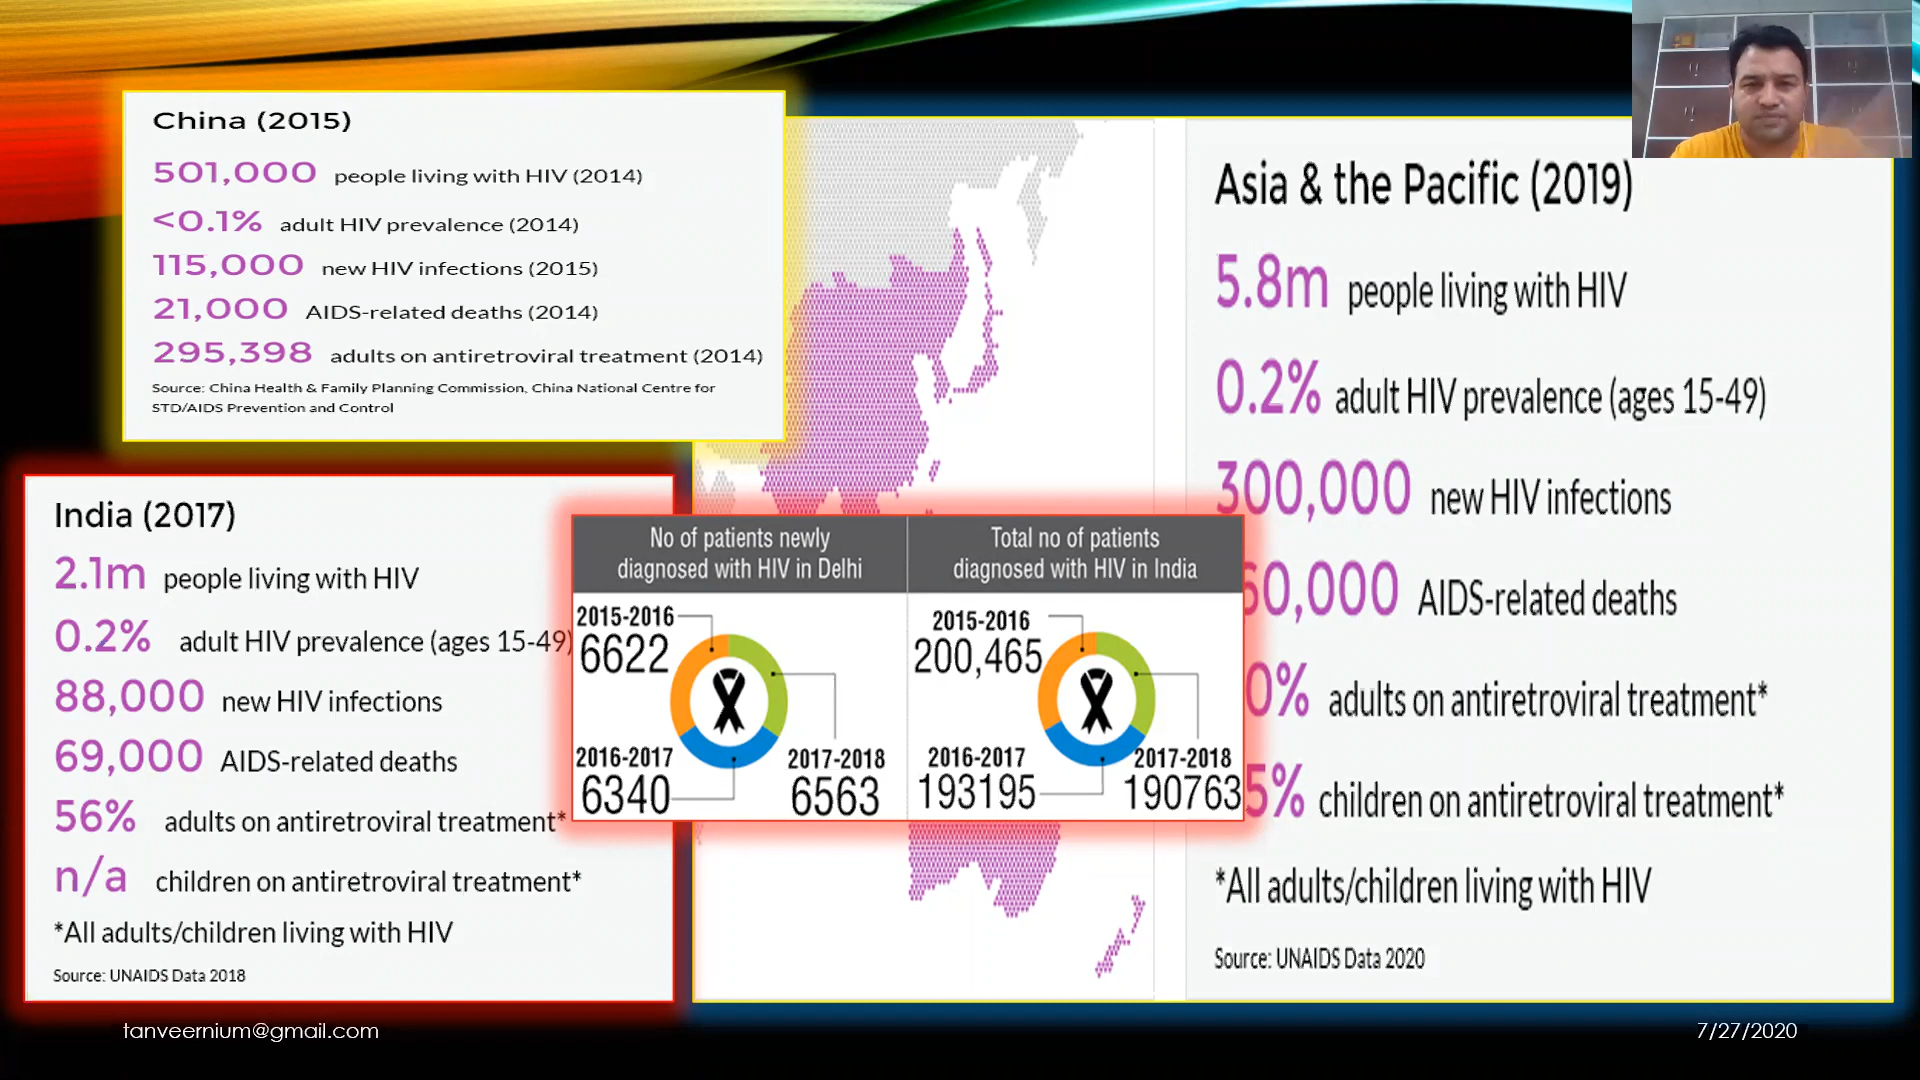 China (2015)
501,000 people living with HIV (2014)
<0.1% adult HIV prevalence (2014)
115,000 new HIV infections (2015)
21,000 AIDS-related deaths (2014)
295,398 adults on antiretroviral treatment (2014)
Source: China Health & Family Planning Commission, China National Centre for
STD/AIDS Prevention and Control
India (2017)
2.1m people living with HIV
0.2% adult HIV prevalence (ages 15-49)
88,000 new HIV infections
69,000 AIDS-related deaths
56% adults on antiretroviral treatment*
n/a children on antiretroviral treatment*
*All adults/children living with HIV
Source: UNAIDS Data 2018
No of patients newly
diagnosed with HIV in Delhi
2015-2016
6622
2016-2017
6340
2017-2018
6563
Total no of patients
diagnosed with HIV in India
2015-2016
200,465
2016-2017
193195
2017-2018
190763
Asia & the Pacific (2019)
5.8m people living with HIV
0.2% adult HIV prevalence (ages 15-49)
300,000 new HIV infections
AIDS-related deaths
adults on antiretroviral treatment*
children on antiretroviral treatment*
*All adults/children living with HIV
Source: UNAIDS Data 2020
tanveernium@gmail.com
7/27/2020